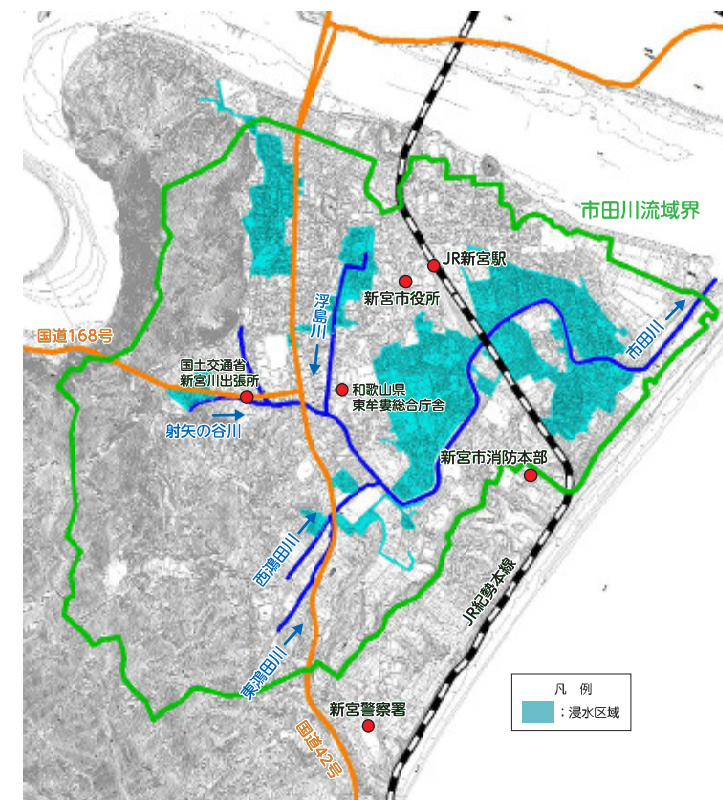 市田川流域界
JR新宮駅
新宮市役所
浮島川
市田川
国道168号
国土交通省
新宮川出張所
和歌山県
東牟婁総合庁舎
射矢の谷川
新宮市消防本部
西鴻田川
JR紀勢本線
東鴻田川
新宮警察署
国道42号
凡 例
：浸水区域